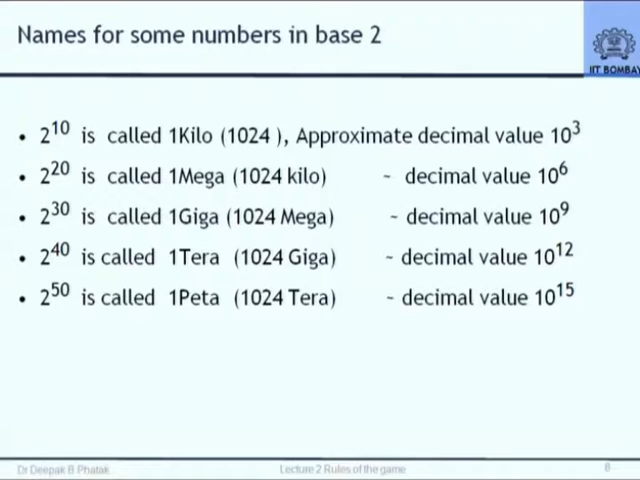 Names for some numbers in base 2
IIT BOMBAY
• 2^10 is called 1Kilo (1024 ), Approximate decimal value 10^3
• 2^20 is called 1Mega (1024 kilo) ~ decimal value 10^6
• 2^30 is called 1Giga (1024 Mega) ~ decimal value 10^9
• 2^40 is called 1Tera (1024 Giga) ~ decimal value 10^12
• 2^50 is called 1Peta (1024 Tera) ~ decimal value 10^15
Dr Deepak B Phatak Lecture 2 Rules of the game 8